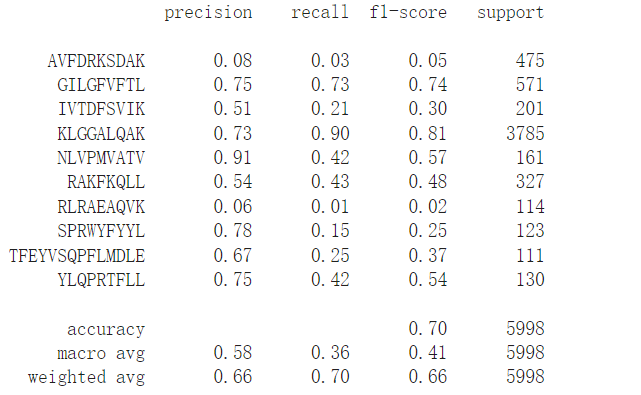 precision recall f1-score support
AVFDRKSDAK 0.08 0.03 0.05 475
GILGFVFTL 0.75 0.73 0.74 571
IVTDFSVIK 0.51 0.21 0.30 201
KLGGALQAK 0.73 0.90 0.81 3785
NLVPMVATV 0.91 0.42 0.57 161
RAKFKQLL 0.54 0.43 0.48 327
RLRAEAQVK 0.06 0.01 0.02 114
SPRWYFYYL 0.78 0.15 0.25 123
TFEYVSQPFLMDLE 0.67 0.25 0.37 111
YLQPRTFLL 0.75 0.42 0.54 130
accuracy 0.70 5998
macro avg 0.58 0.36 0.41 5998
weighted avg 0.66 0.70 0.66 5998